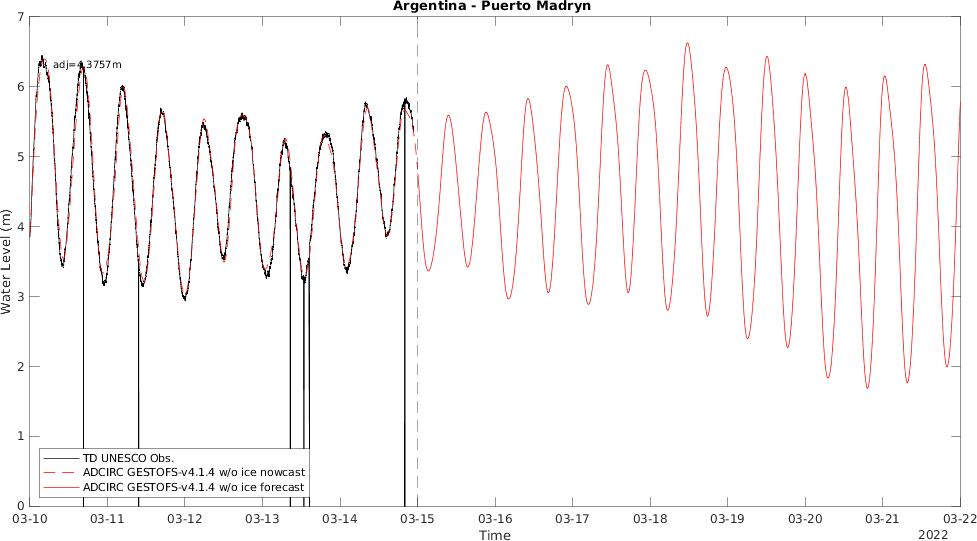 Argentina - Puerto Madryn
adj=4.3757m
Water Level (m)
7
6
5
4
3
2
1
0
TD UNESCO Obs.
ADCIRC GESTOFS-v4.1.4 w/o ice nowcast
ADCIRC GESTOFS-v4.1.4 w/o ice forecast
03-10 03-11 03-12 03-13 03-14 03-15 03-16 03-17 03-18 03-19 03-20 03-21 03-22
Time
2022